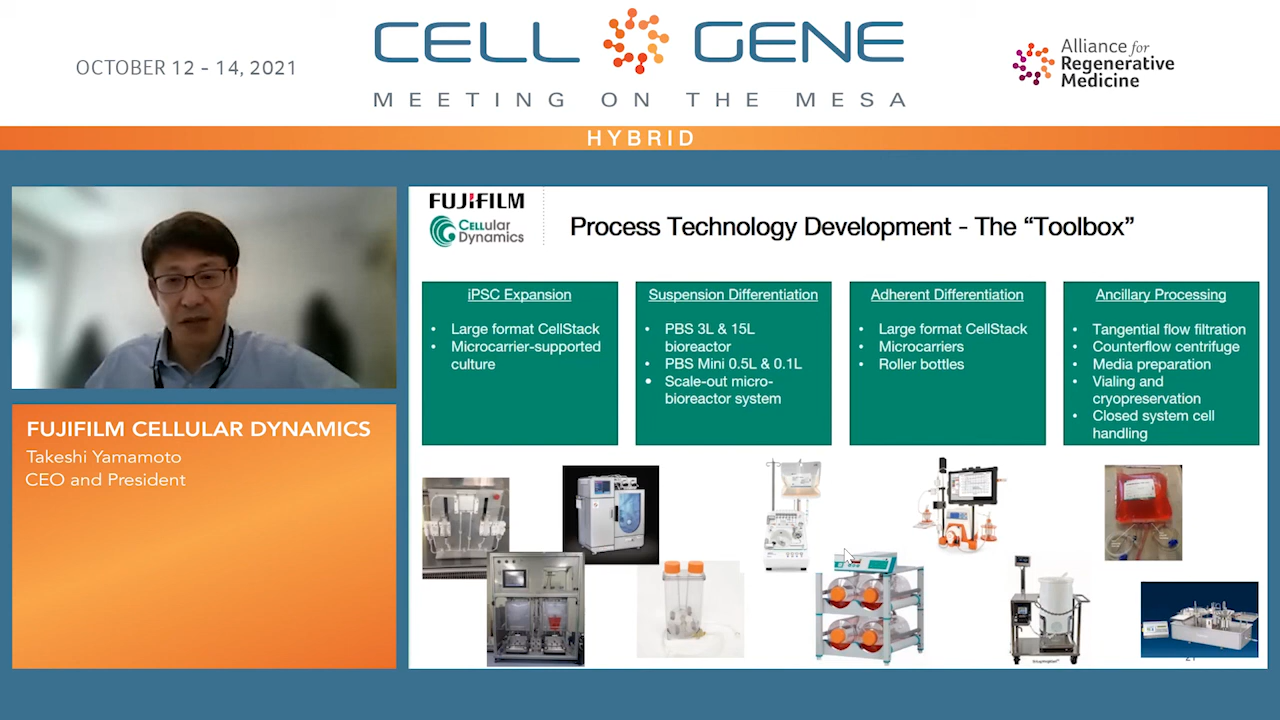 OCTOBER 12 - 14, 2021
CELL GENE
MEETING ON THE MESA
Alliance for
Regenerative
Medicine
HYBRID
FUJIFILM
CELLular
Dynamics
Process Technology Development - The “Toolbox”
iPSC Expansion
• Large format CellStack
• Microcarrier-supported
culture
Suspension Differentiation
• PBS 3L & 15L
bioreactor
• PBS Mini 0.5L & 0.1L
• Scale-out micro-
bioreactor system
Adherent Differentiation
• Large format CellStack
• Microcarriers
• Roller bottles
Ancillary Processing
• Tangential flow filtration
• Counterflow centrifuge
• Media preparation
• Vialing and
cryopreservation
• Closed system cell
handling
FUJIFILM CELLULAR DYNAMICS
Takeshi Yamamoto
CEO and President
21